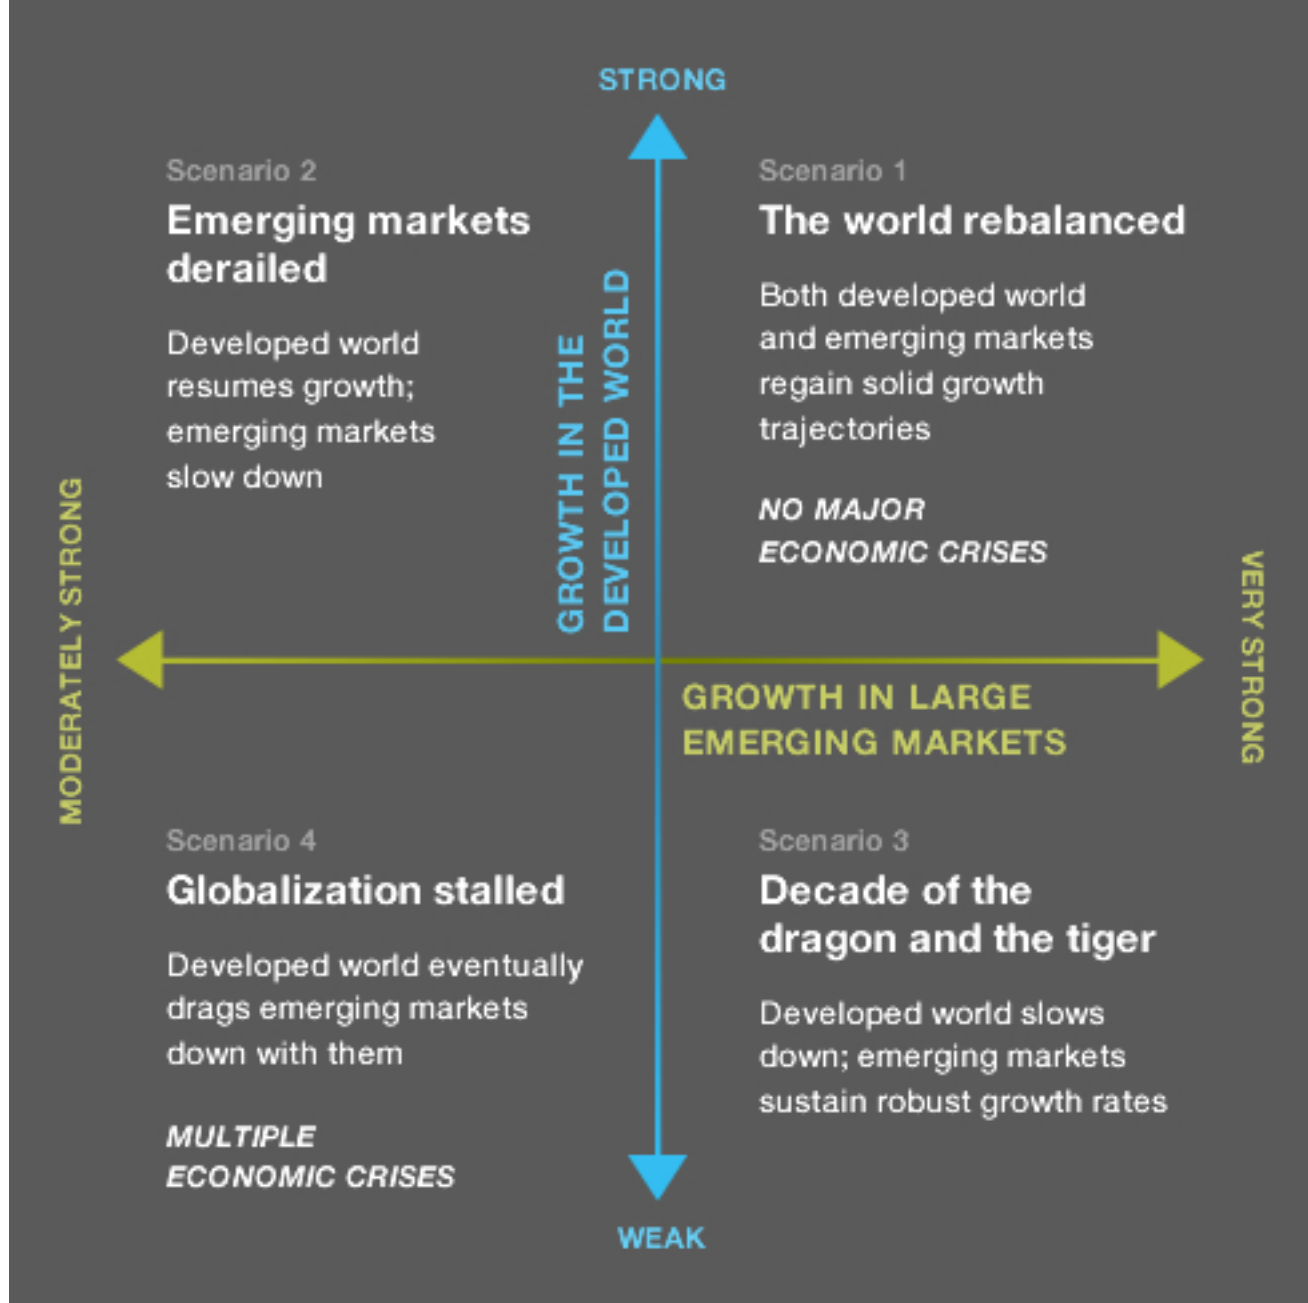 STRONG
Scenario 2
Emerging markets
derailed
Developed world
resumes growth;
emerging markets
slow down
GROWTH IN THE
DEVELOPED WORLD
Scenario 1
The world rebalanced
Both developed world
and emerging markets
regain solid growth
trajectories
NO MAJOR
ECONOMIC CRISES
MODERATELY STRONG
VERY STRONG
GROWTH IN LARGE
EMERGING MARKETS
Scenario 4
Globalization stalled
Developed world eventually
drags emerging markets
down with them
MULTIPLE
ECONOMIC CRISES
Scenario 3
Decade of the
dragon and the tiger
Developed world slows
down; emerging markets
sustain robust growth rates
WEAK